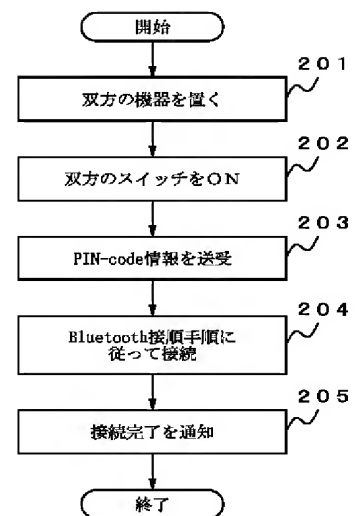 開始
201
双方の機器を置く
202
双方のスイッチをON
203
PIN-code情報を送受
204
Bluetooth接順手順に
従って接続
205
接続完了を通知
終了